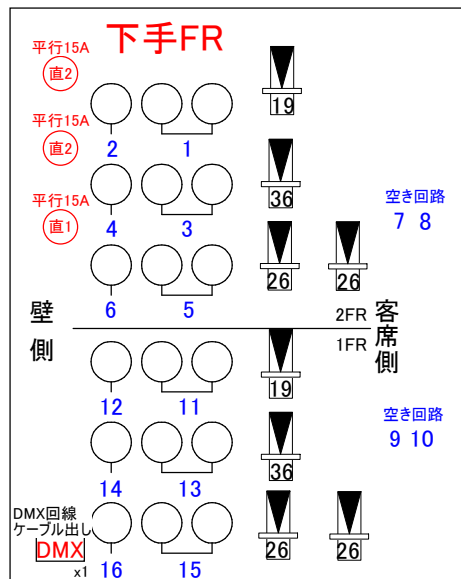 下手FR
平行15A
直2
19
2 1
平行15A
直2
36
4 3
空き回路
7 8
平行15A
直1
26 26
6 5
2FR
壁側
客席側
1FR
19
12 11
空き回路
9 10
36
14 13
DMX回線
ケーブル出し
DMX
x1
26 26
16 15